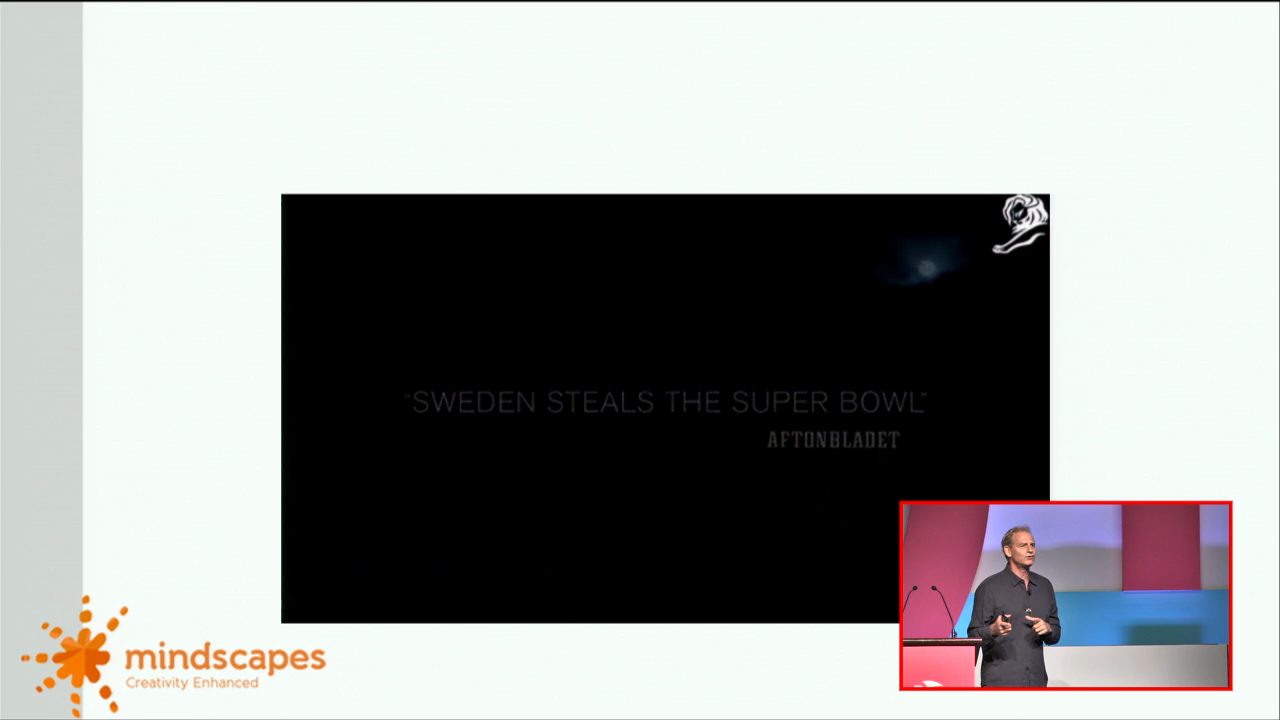 "SWEDEN STEALS THE SUPER BOWL"
AFTONBLADET
mindscapes
Creativity Enhanced